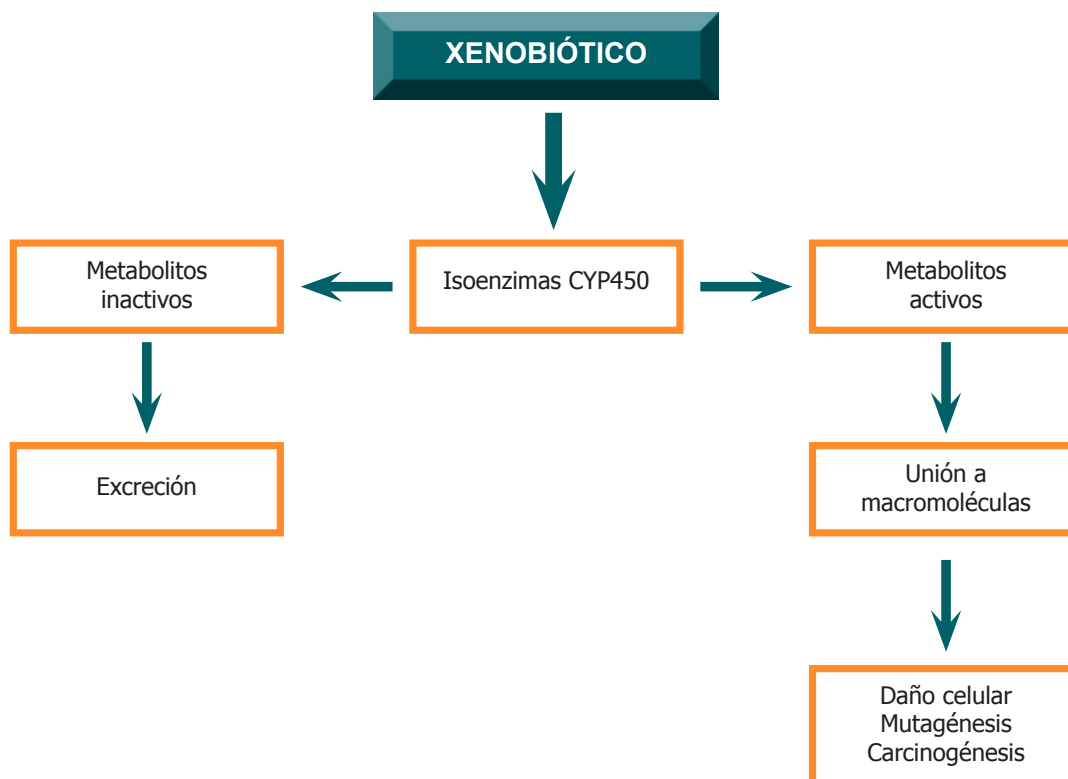 XENOBIÓTICO
Metabolitos
inactivos
Isoenzimas CYP450
Metabolitos
activos
Excreción
Unión a
macromoléculas
Daño celular
Mutagénesis
Carcinogénesis